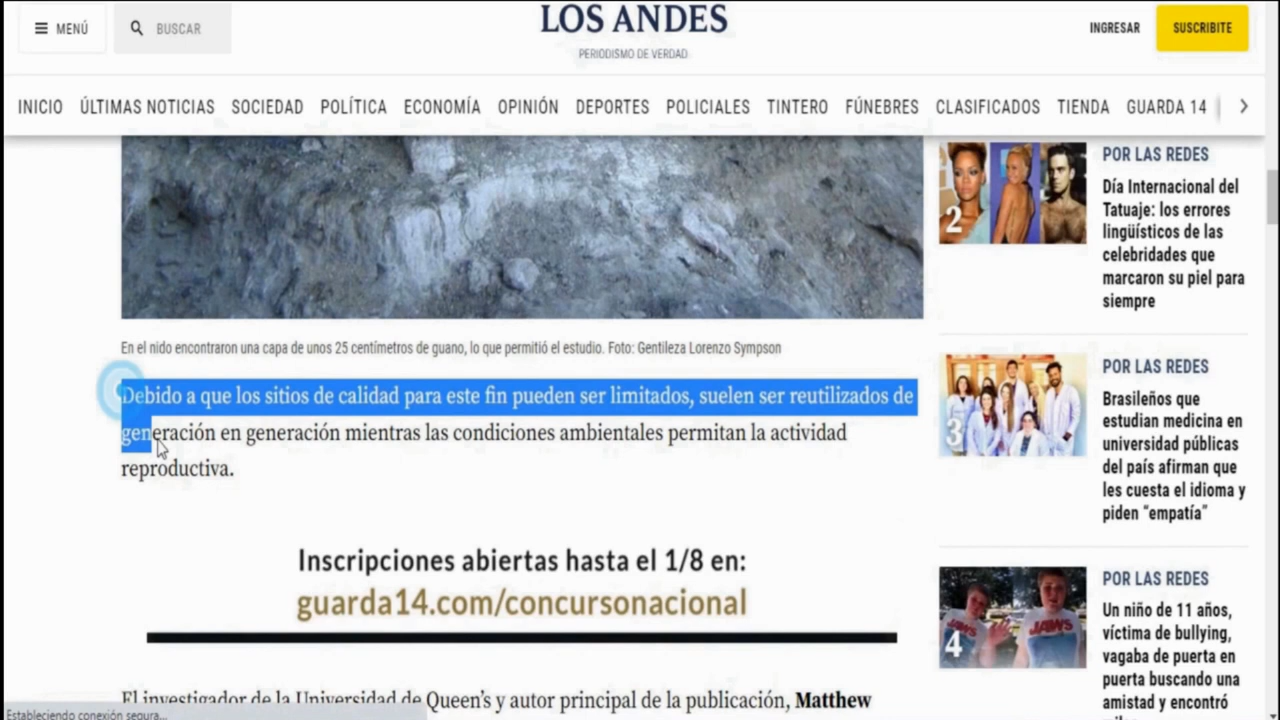 MENÚ
BUSCAR
LOS ANDES
PERIODISMO DE VERDAD
INGRESAR
SUSCRIBITE
INICIO ÚLTIMAS NOTICIAS SOCIEDAD POLÍTICA ECONOMÍA OPINIÓN DEPORTES POLICIALES TINTERO FÚNEBRES CLASIFICADOS TIENDA GUARDA 14
En el nido encontraron una capa de unos 25 centímetros de guano, lo que permitió el estudio. Foto: Gentileza Lorenzo Sympson
Debido a que los sitios de calidad para este fin pueden ser limitados, suelen ser reutilizados de
generación en generación mientras las condiciones ambientales permitan la actividad
reproductiva.
Inscripciones abiertas hasta el 1/8 en:
guarda14.com/concursonacional
El investigador de la Universidad de Queen's y autor principal de la publicación, Matthew
Estableciendo conexión segura...
2
POR LAS REDES
Día Internacional del
Tatuaje: los errores
lingüísticos de las
celebridades que
marcaron su piel para
siempre
3
POR LAS REDES
Brasileños que
estudian medicina en
universidad públicas
del país afirman que
les cuesta el idioma y
piden “empatía”
4
JAWS
JAWS
POR LAS REDES
Un niño de 11 años,
víctima de bullying,
vagaba de puerta en
puerta buscando una
amistad y encontró